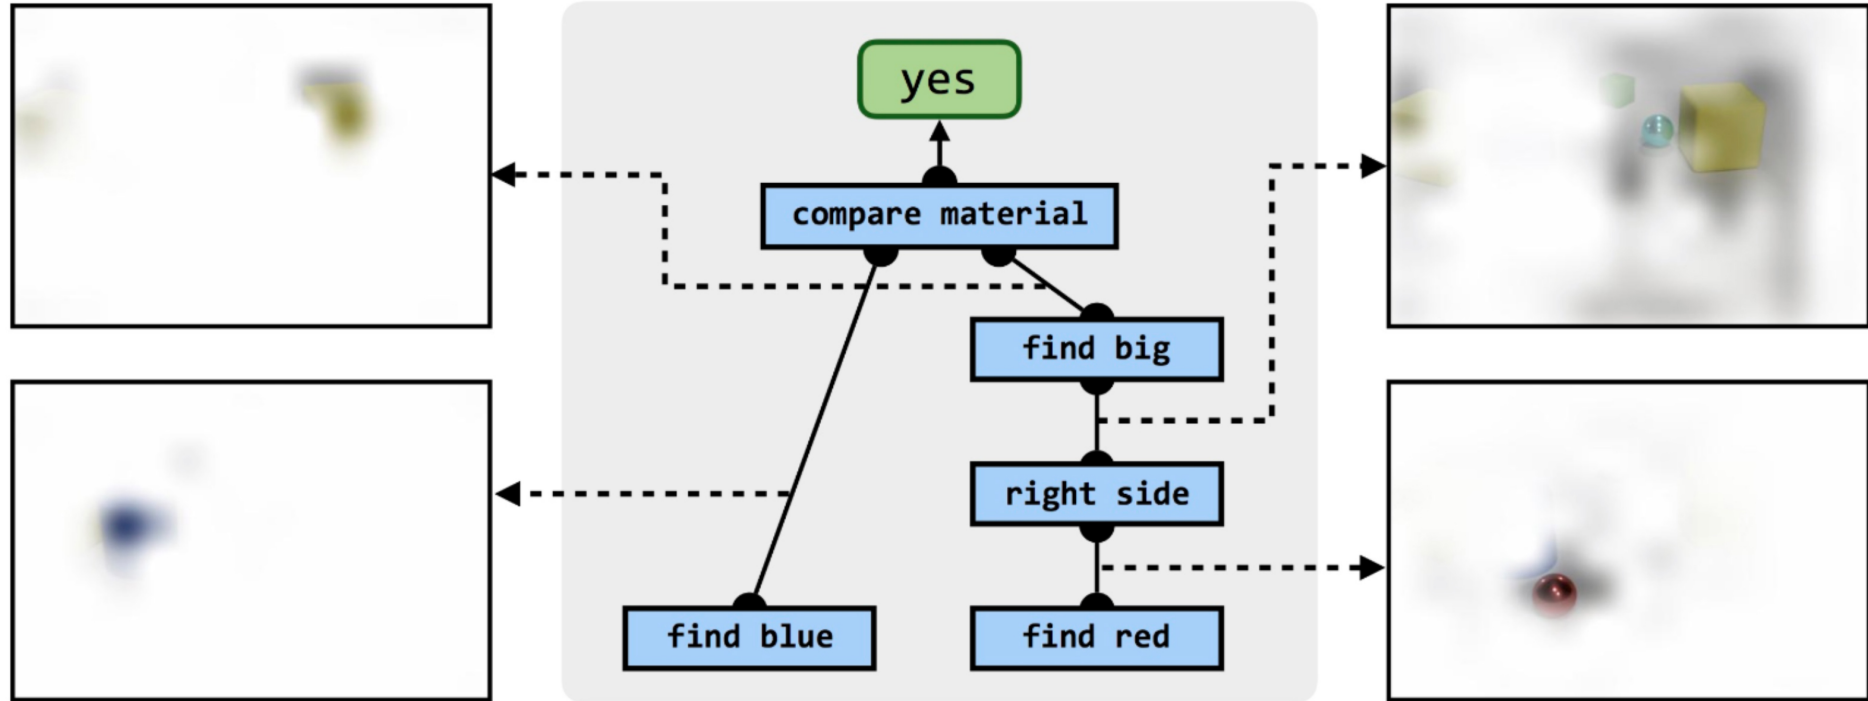 yes
compare material
find big
right side
find blue
find red